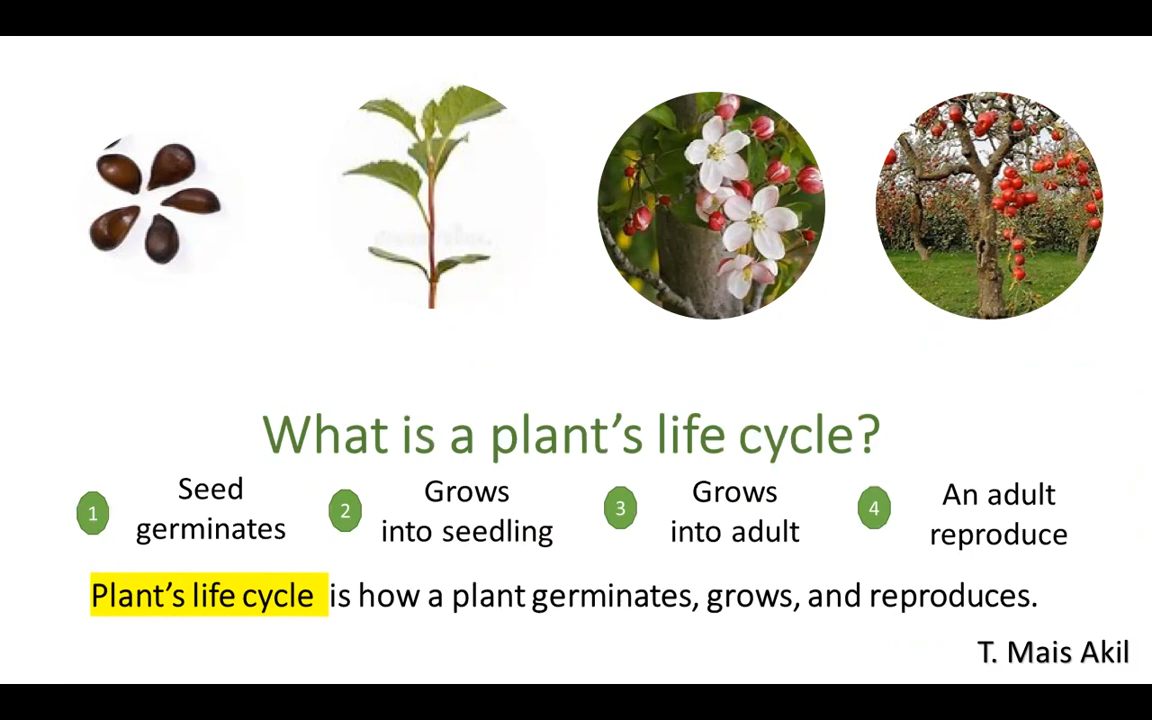 What is a plant's life cycle?
1 Seed germinates
2 Grows into seedling
3 Grows into adult
4 An adult reproduce
Plant's life cycle is how a plant germinates, grows, and reproduces.
T. Mais Akil